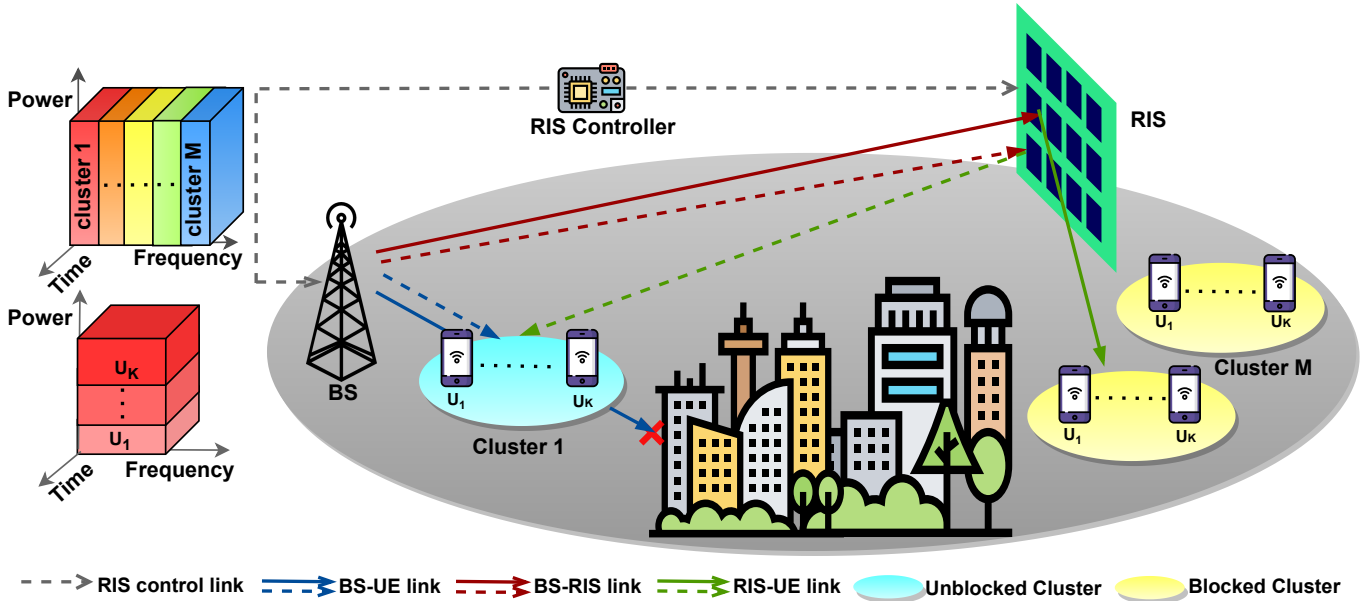 Power
cluster 1
cluster M
Time
Frequency
RIS Controller
RIS
Power
U_K
U_1
Time
Frequency
BS
U_1
U_K
Cluster 1
U_1
U_K
Cluster M
U_1
U_K
RIS control link
BS-UE link
BS-RIS link
RIS-UE link
Unblocked Cluster
Blocked Cluster